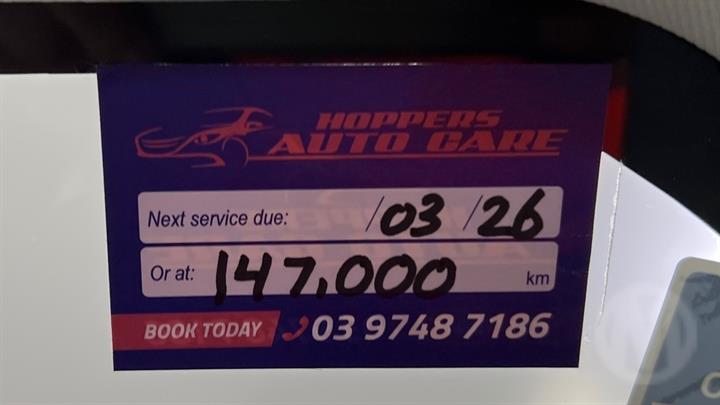 HOPPERS
AUTO CARE
Next service due: /03/26
Or at: 147,000 km
BOOK TODAY 03 9748 7186